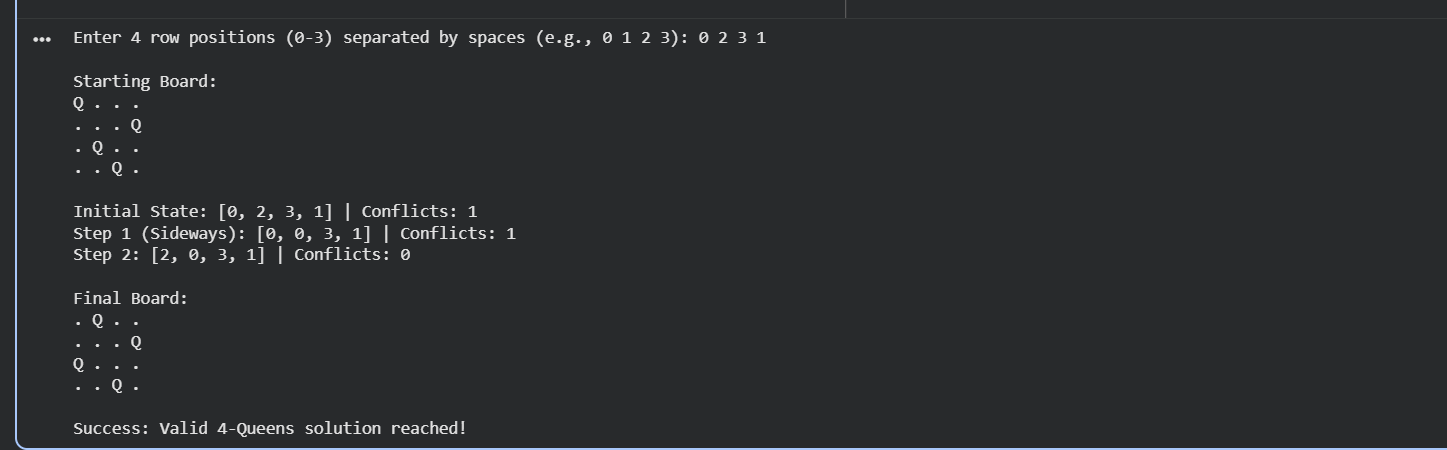 Enter 4 row positions (0-3) separated by spaces (e.g., 0 1 2 3): 0 2 3 1
Starting Board:
Q . . .
. . . Q
. Q . .
. . Q .
Initial State: [0, 2, 3, 1] | Conflicts: 1
Step 1 (Sideways): [0, 0, 3, 1] | Conflicts: 1
Step 2: [2, 0, 3, 1] | Conflicts: 0
Final Board:
. Q . .
. . . Q
Q . . .
. . Q .
Success: Valid 4-Queens solution reached!